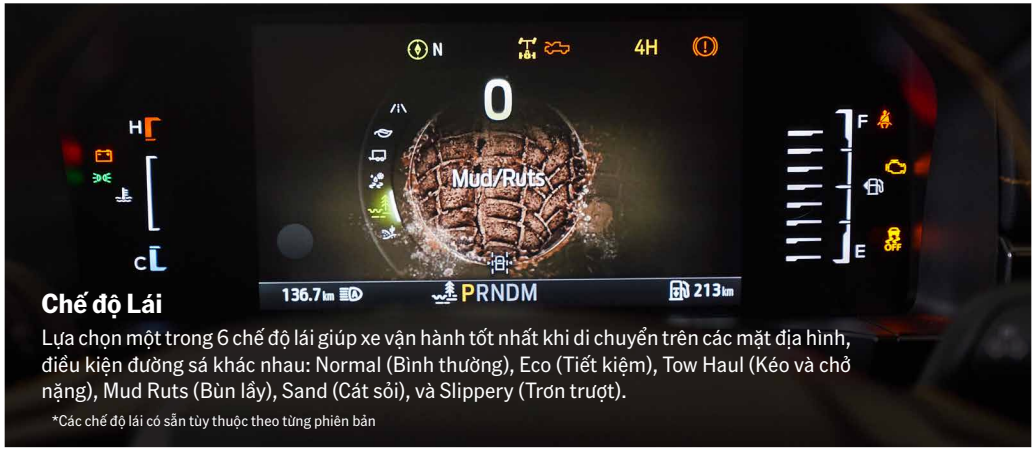 N
4H
0
H
F
Mud/Ruts
C
E
OFF
136.7 km
A
PRNDM
213 km
Chế độ Lái
Lựa chọn một trong 6 chế độ lái giúp xe vận hành tốt nhất khi di chuyển trên các mặt địa hình,
điều kiện đường sá khác nhau: Normal (Bình thường), Eco (Tiết kiệm), Tow Haul (Kéo và chở
nặng), Mud Ruts (Bùn lầy), Sand (Cát sỏi), và Slippery (Trơn trượt).
*Các chế độ lái có sẵn tùy thuộc theo từng phiên bản